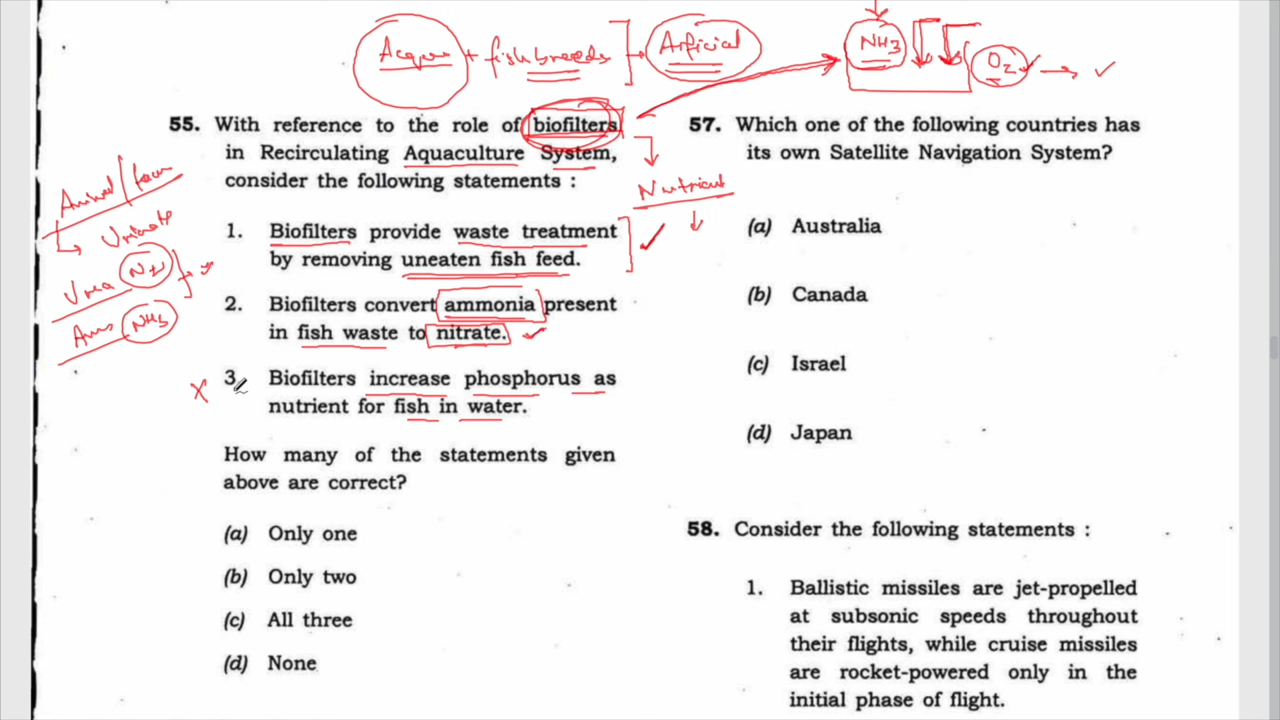 Acqua + fish breeds ] → Arficial
NH3
O2 → ✓
55. With reference to the role of biofilters
in Recirculating Aquaculture System,
consider the following statements :
Nutrient
Animal/
Urinate
Urea
NH3
1. Biofilters provide waste treatment
by removing uneaten fish feed.
2. Biofilters convert ammonia present
in fish waste to nitrate.
3. Biofilters increase phosphorus as
nutrient for fish in water.
How many of the statements given
above are correct?
(a) Only one
(b) Only two
(c) All three
(d) None
57. Which one of the following countries has
its own Satellite Navigation System?
(a) Australia
(b) Canada
(c) Israel
(d) Japan
58. Consider the following statements :
1. Ballistic missiles are jet-propelled
at subsonic speeds throughout
their flights, while cruise missiles
are rocket-powered only in the
initial phase of flight.